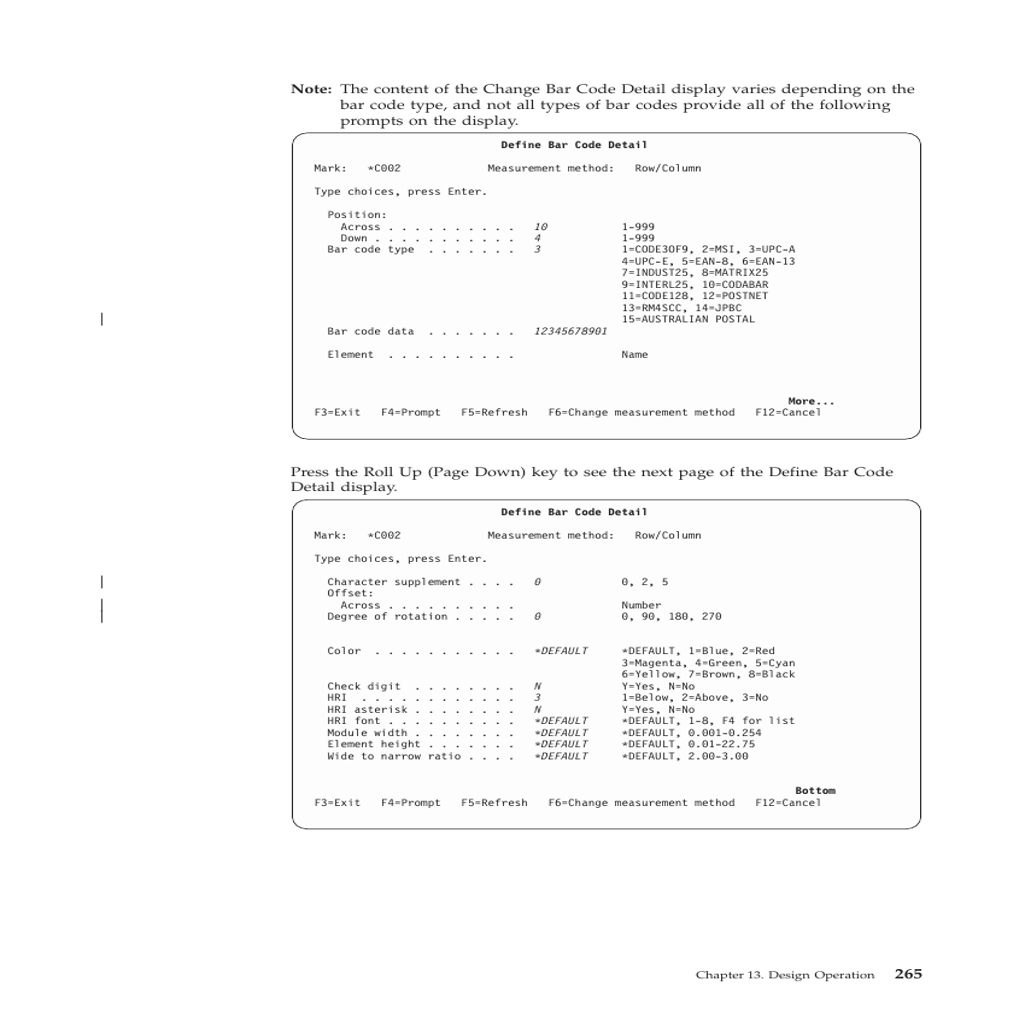 Note: The content of the Change Bar Code Detail display varies depending on the
bar code type, and not all types of bar codes provide all of the following
prompts on the display.
Define Bar Code Detail
Mark:   *C002             Measurement method:   Row/Column
Type choices, press Enter.
Position:
Across . . . . . . . . . .   10           1-999
Down . . . . . . . . . . .   4            1-999
Bar code type  . . . . . . .   3            1=CODE3OF9, 2=MSI, 3=UPC-A
4=UPC-E, 5=EAN-8, 6=EAN-13
7=INDUST25, 8=MATRIX25
9=INTERL25, 10=CODABAR
11=CODE128, 12=POSTNET
13=RM4SCC, 14=JPBC
15=AUSTRALIAN POSTAL
Bar code data  . . . . . . .   12345678901
Element  . . . . . . . . . .                Name
More...
F3=Exit   F4=Prompt   F5=Refresh   F6=Change measurement method   F12=Cancel
Press the Roll Up (Page Down) key to see the next page of the Define Bar Code
Detail display.
Define Bar Code Detail
Mark:   *C002             Measurement method:   Row/Column
Type choices, press Enter.
Character supplement . . . .   0            0, 2, 5
Offset:
Across . . . . . . . . . .                Number
Degree of rotation . . . . .   0            0, 90, 180, 270
Color  . . . . . . . . . . .   *DEFAULT     *DEFAULT, 1=Blue, 2=Red
3=Magenta, 4=Green, 5=Cyan
6=Yellow, 7=Brown, 8=Black
Check digit  . . . . . . . .   N            Y=Yes, N=No
HRI  . . . . . . . . . . . .   3            1=Below, 2=Above, 3=No
HRI asterisk . . . . . . . .   N            Y=Yes, N=No
HRI font . . . . . . . . . .   *DEFAULT     *DEFAULT, 1-8, F4 for list
Module width . . . . . . . .   *DEFAULT     *DEFAULT, 0.001-0.254
Element height . . . . . . .   *DEFAULT     *DEFAULT, 0.01-22.75
Wide to narrow ratio . . . .   *DEFAULT     *DEFAULT, 2.00-3.00
Bottom
F3=Exit   F4=Prompt   F5=Refresh   F6=Change measurement method   F12=Cancel
Chapter 13. Design Operation 265